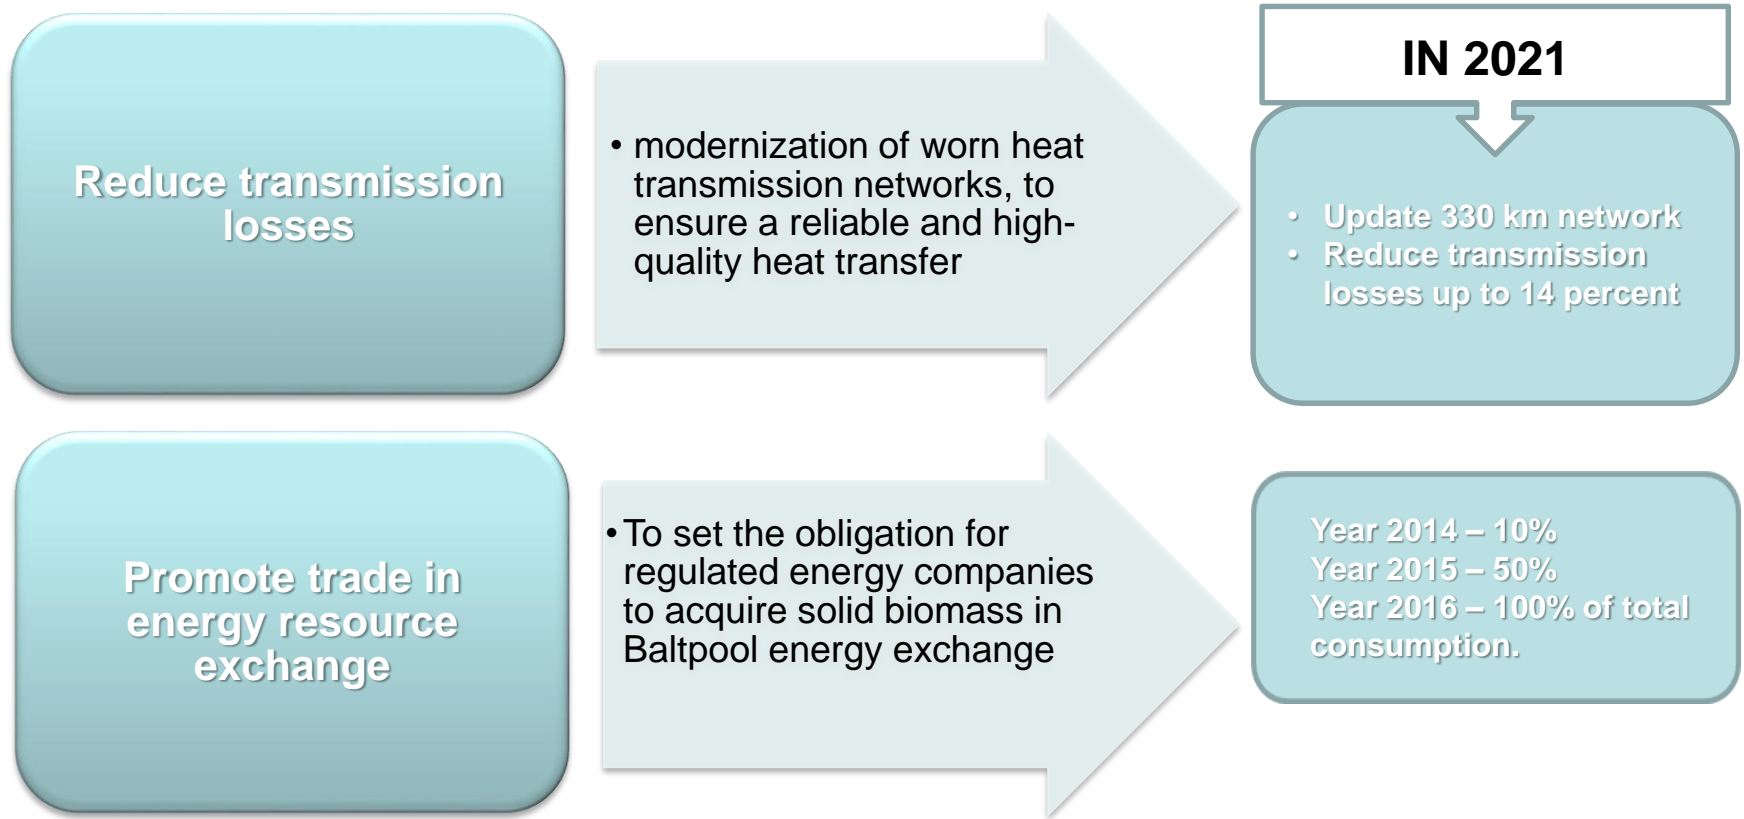 Reduce transmission
losses
• modernization of worn heat
transmission networks, to
ensure a reliable and high-
quality heat transfer
IN 2021
• Update 330 km network
• Reduce transmission
losses up to 14 percent
Promote trade in
energy resource
exchange
• To set the obligation for
regulated energy companies
to acquire solid biomass in
Baltpool energy exchange
Year 2014 – 10%
Year 2015 – 50%
Year 2016 – 100% of total
consumption.